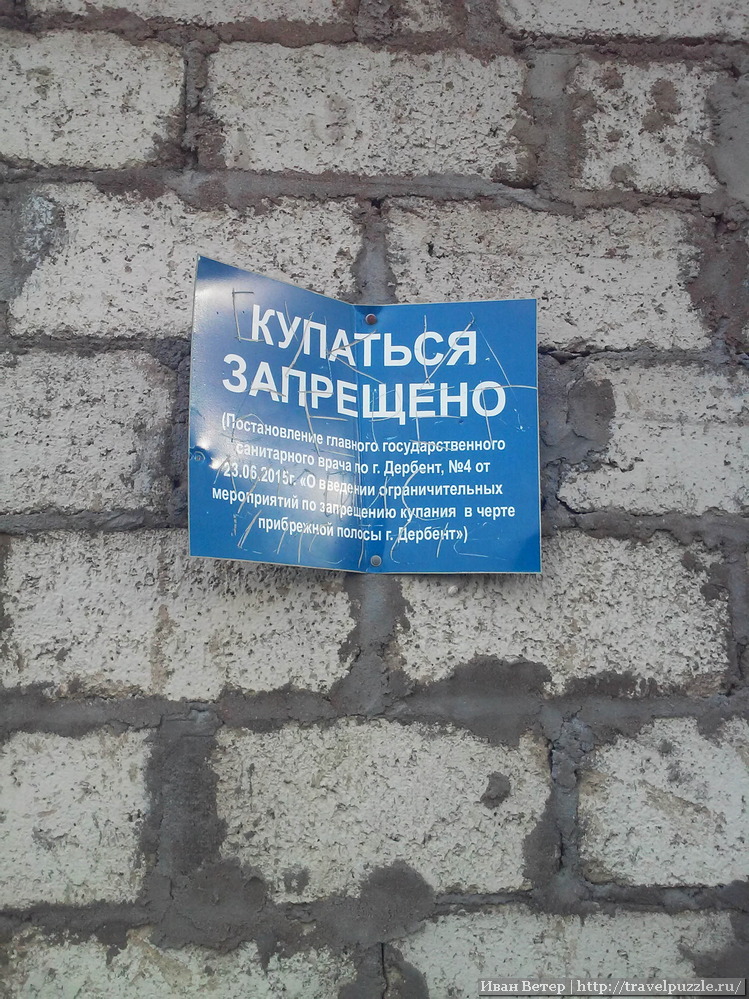 КУПАТЬСЯ
ЗАПРЕЩЕНО
(Постановление главного государственного
санитарного врача по г. Дербент, №4 от
23.06.2015г. «О введении ограничительных
мероприятий по запрещению купания в черте
прибрежной полосы г. Дербент»)
Иван Ветер | http://travelpuzzle.ru/